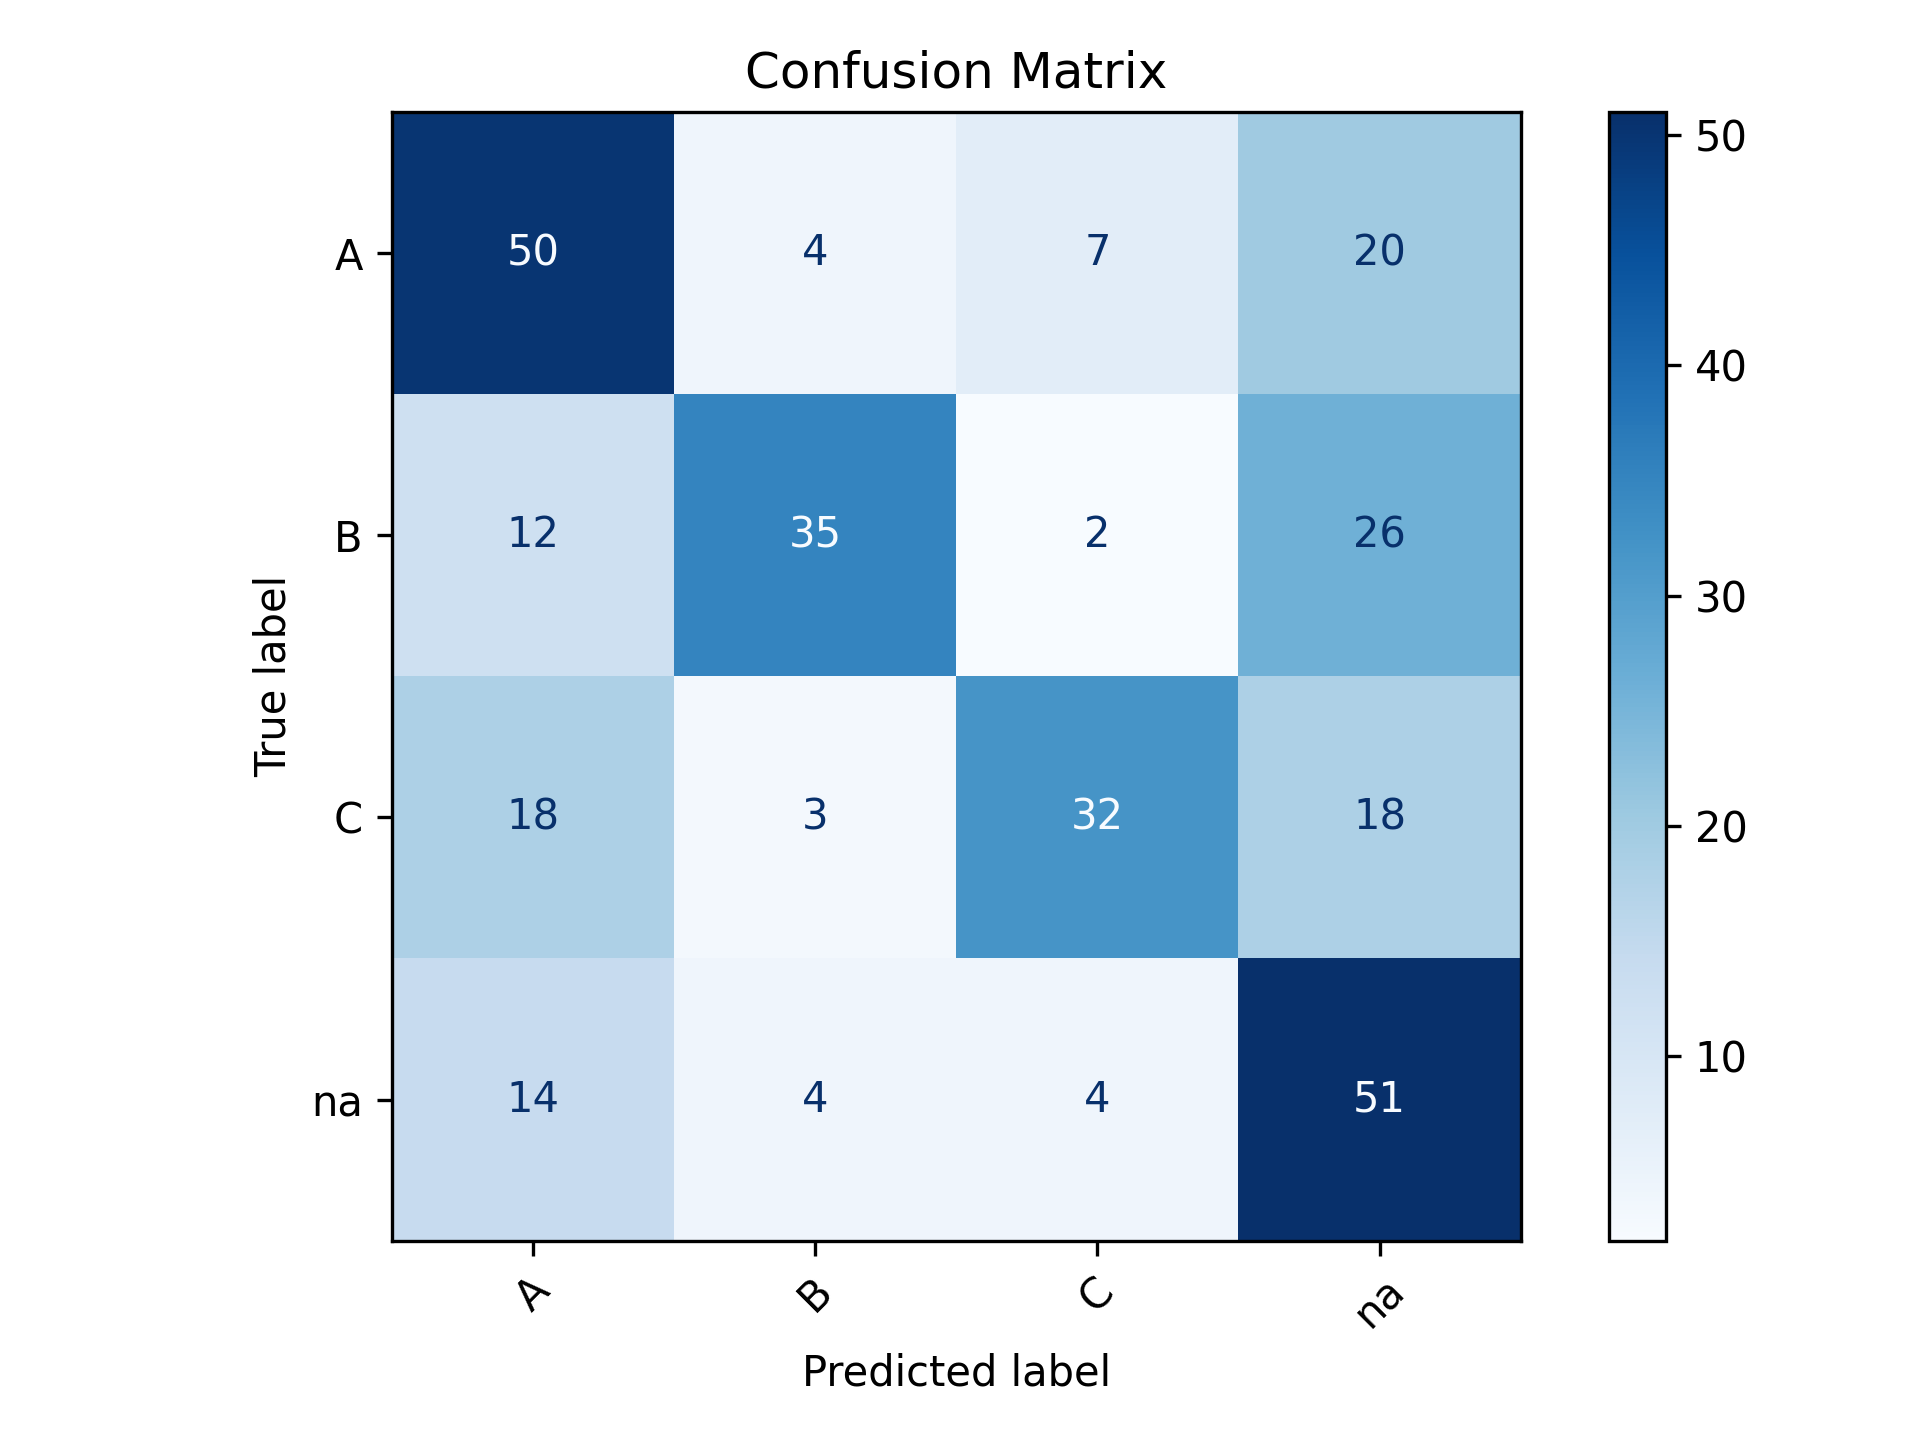 Confusion Matrix
A 50 4 7 20
B 12 35 2 26
C 18 3 32 18
na 14 4 4 51
A B C na
True label
Predicted label
50
40
30
20
10